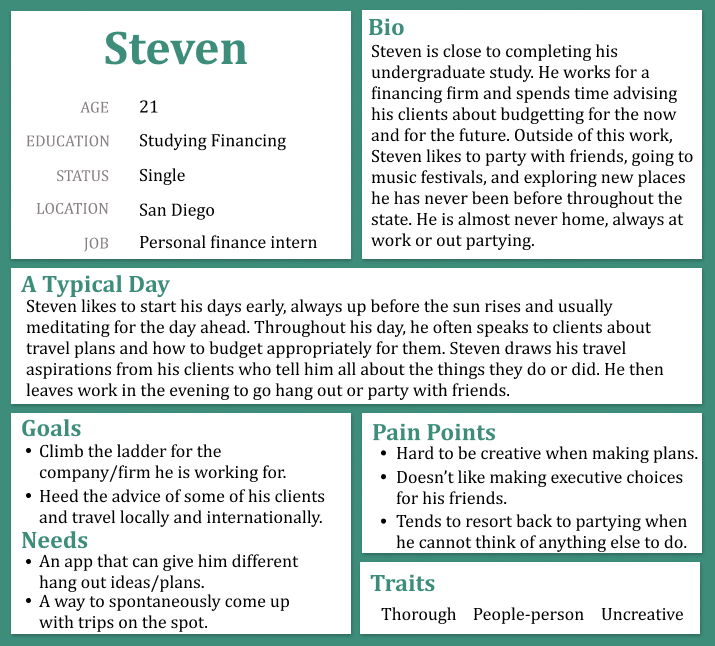 Steven
AGE 21
EDUCATION Studying Financing
STATUS Single
LOCATION San Diego
JOB Personal finance intern
Bio
Steven is close to completing his
undergraduate study. He works for a
financing firm and spends time advising
his clients about budgetting for the now
and for the future. Outside of this work,
Steven likes to party with friends, going to
music festivals, and exploring new places
he has never been before throughout the
state. He is almost never home, always at
work or out partying.
A Typical Day
Steven likes to start his days early, always up before the sun rises and usually
meditating for the day ahead. Throughout his day, he often speaks to clients about
travel plans and how to budget appropriately for them. Steven draws his travel
aspirations from his clients who tell him all about the things they do or did. He then
leaves work in the evening to go hang out or party with friends.
Goals
• Climb the ladder for the
company/firm he is working for.
• Heed the advice of some of his clients
and travel locally and internationally.
Needs
• An app that can give him different
hang out ideas/plans.
• A way to spontaneously come up
with trips on the spot.
Pain Points
• Hard to be creative when making plans.
• Doesn't like making executive choices
for his friends.
• Tends to resort back to partying when
he cannot think of anything else to do.
Traits
Thorough People-person Uncreative